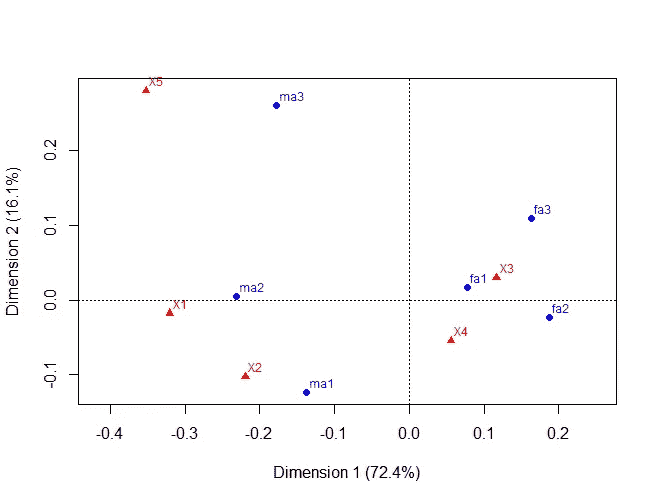 X5
ma3
0.2
fa3
0.1
X3
fa1
ma2
0.0
X1
fa2
X4
X2
-0.1
ma1
-0.4 -0.3 -0.2 -0.1 0.0 0.1 0.2
Dimension 1 (72.4%)
Dimension 2 (16.1%)